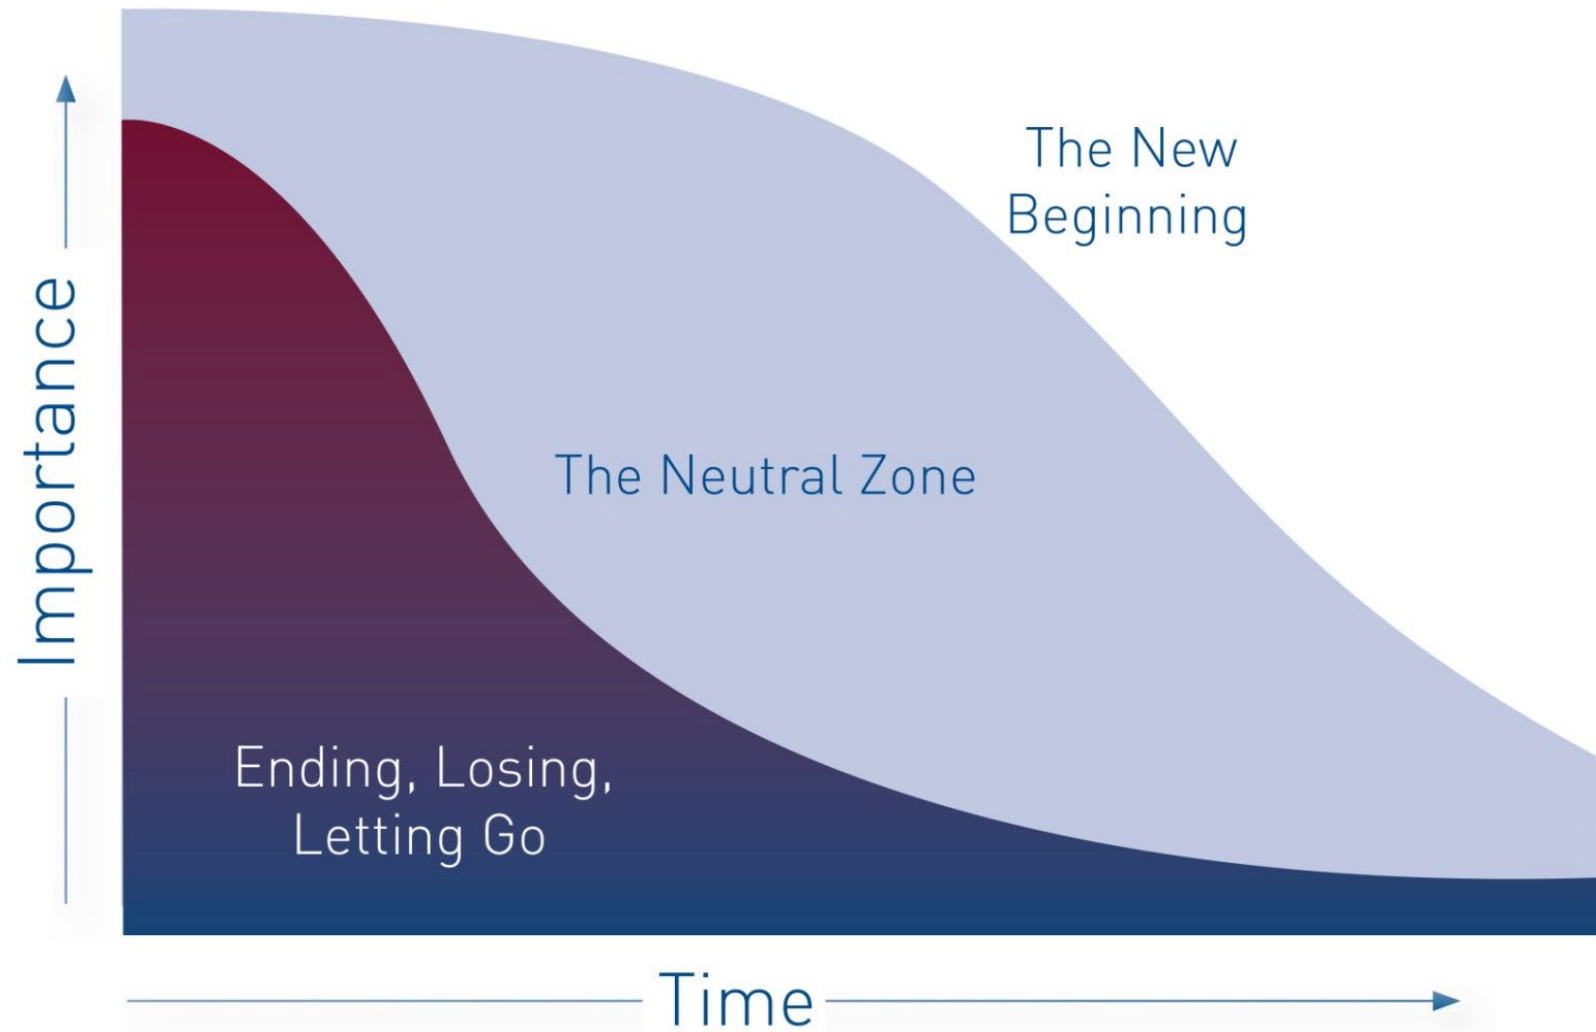 The New
Beginning
Importance
The Neutral Zone
Ending, Losing,
Letting Go
Time